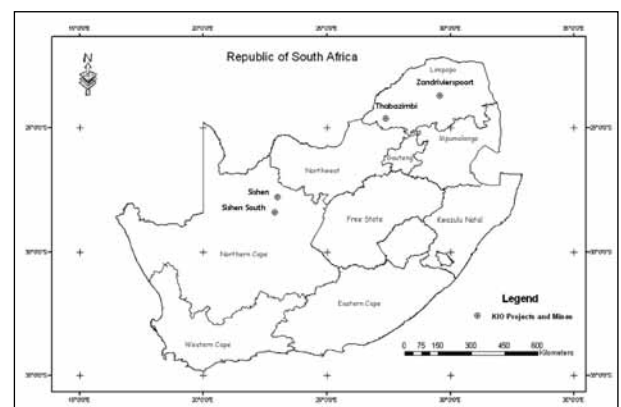 Republic of South Africa
N
Limpopo
Zandrivierspoort
Thabazimbi
Mpumalanga
Gauteng
Northwest
Sishen
Sishen South
Free State
Kwazulu Natal
Northern Cape
Eastern Cape
Western Cape
Legend
KIO Projects and Mines
0 75 150 300 450 600
Kilometers